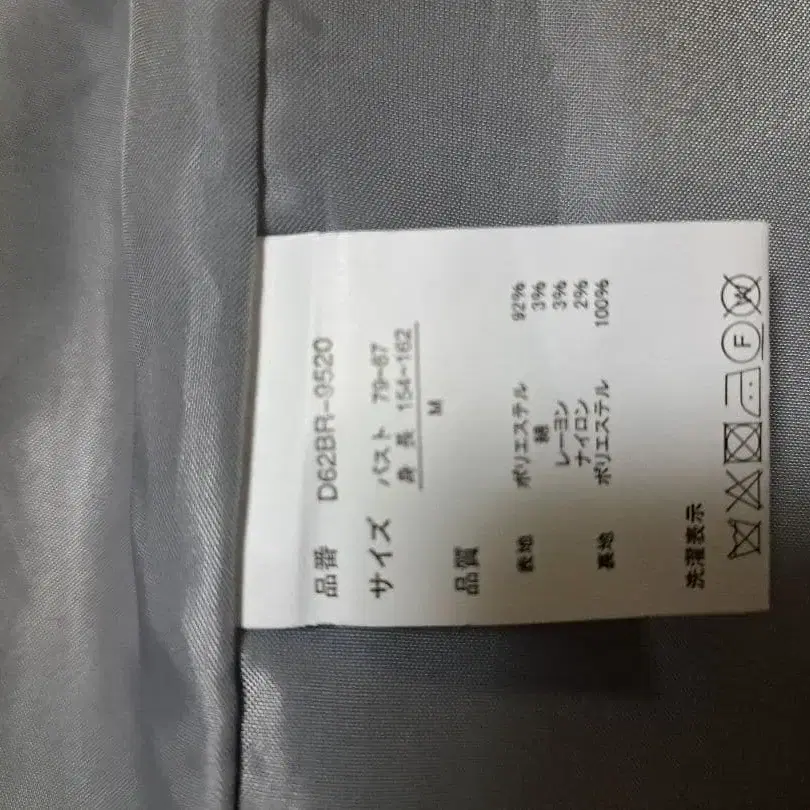 品番 D62BR-9520
サイズ バスト 79~87
身長 154~162
M
品質
表地 ポリエステル 92%
綿 3%
レーヨン 3%
ナイロン 2%
裏地 ポリエステル 100%
洗濯表示
F W